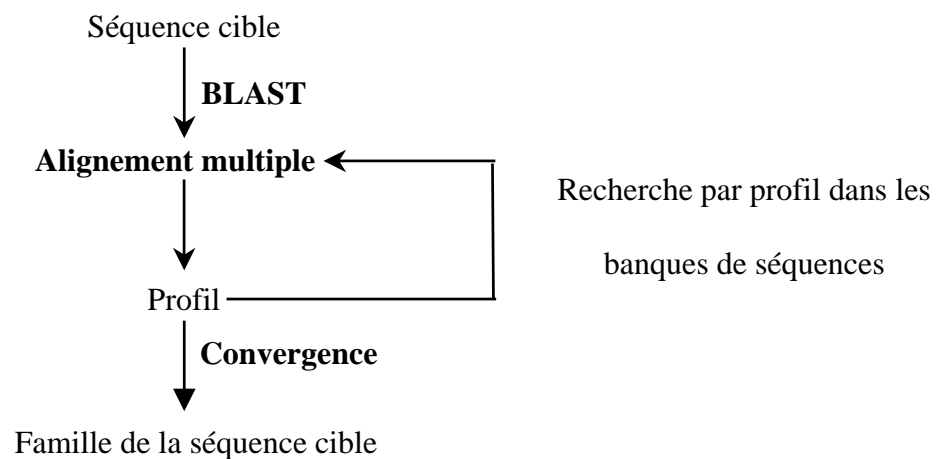 Séquence cible
BLAST
Alignement multiple
Recherche par profil dans les
banques de séquences
Profil
Convergence
Famille de la séquence cible